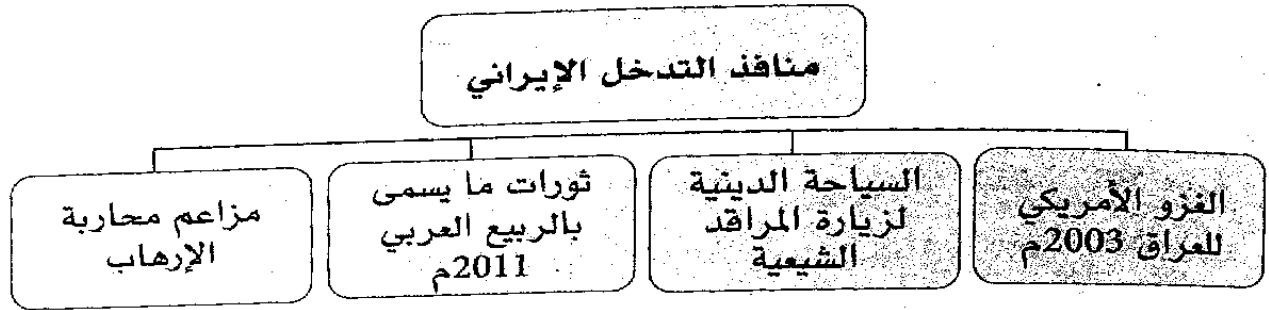 منافذ التدخل الإيراني
الغزو الأمريكي
للعراق 2003م
السياحة الدينية
لزيارة المراقد
الشيعية
ثورات ما يسمى
بالربيع العربي
2011م
مزاعم محاربة
الإرهاب